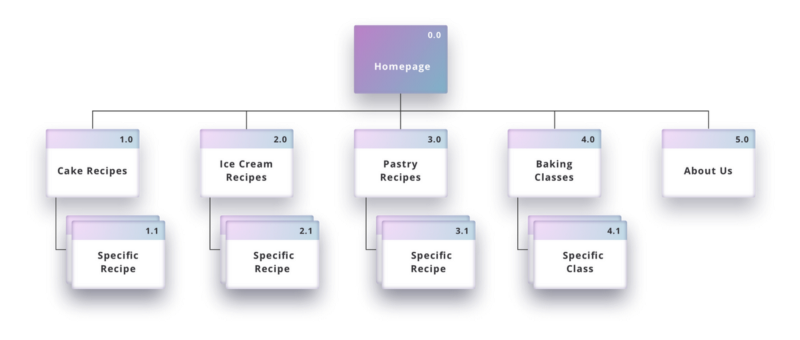 0.0
Homepage
1.0
Cake Recipes
2.0
Ice Cream
Recipes
3.0
Pastry
Recipes
4.0
Baking
Classes
5.0
About Us
1.1
Specific
Recipe
2.1
Specific
Recipe
3.1
Specific
Recipe
4.1
Specific
Class